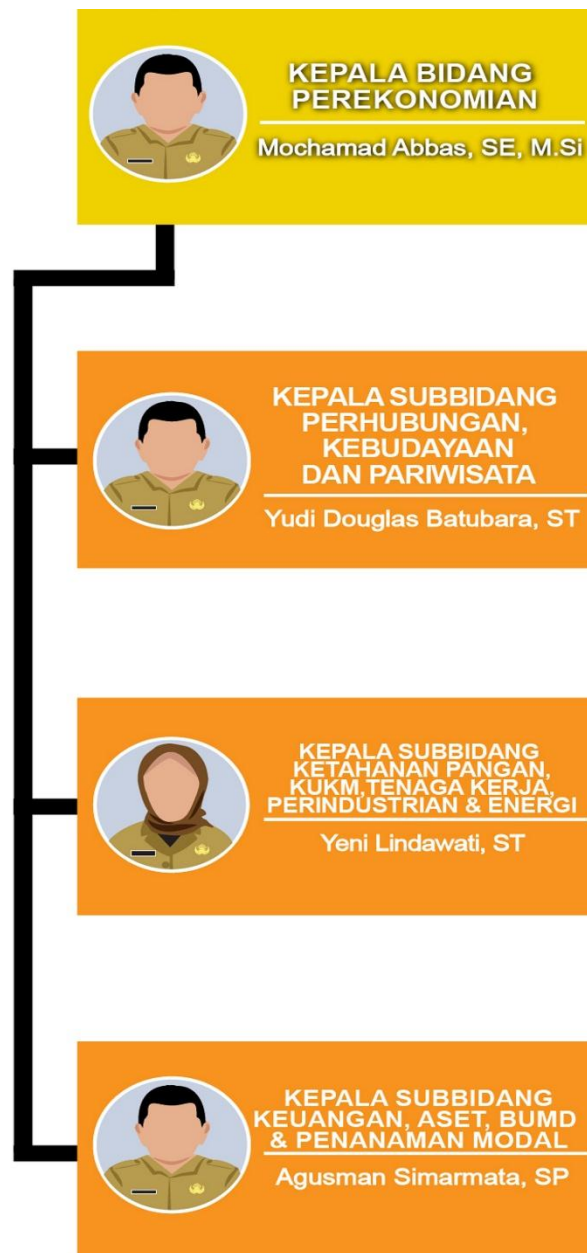 KEPALA BIDANG
PEREKONOMIAN
Mochamad Abbas, SE, M.Si
KEPALA SUBBIDANG
PERHUBUNGAN,
KEBUDAYAAN
DAN PARIWISATA
Yudi Douglas Batubara, ST
KEPALA SUBBIDANG
KETAHANAN PANGAN,
KUKM,TENAGA KERJA,
PERINDUSTRIAN & ENERGI
Yeni Lindawati, ST
KEPALA SUBBIDANG
KEUANGAN, ASET, BUMD
& PENANAMAN MODAL
Agusman Simarmata, SP